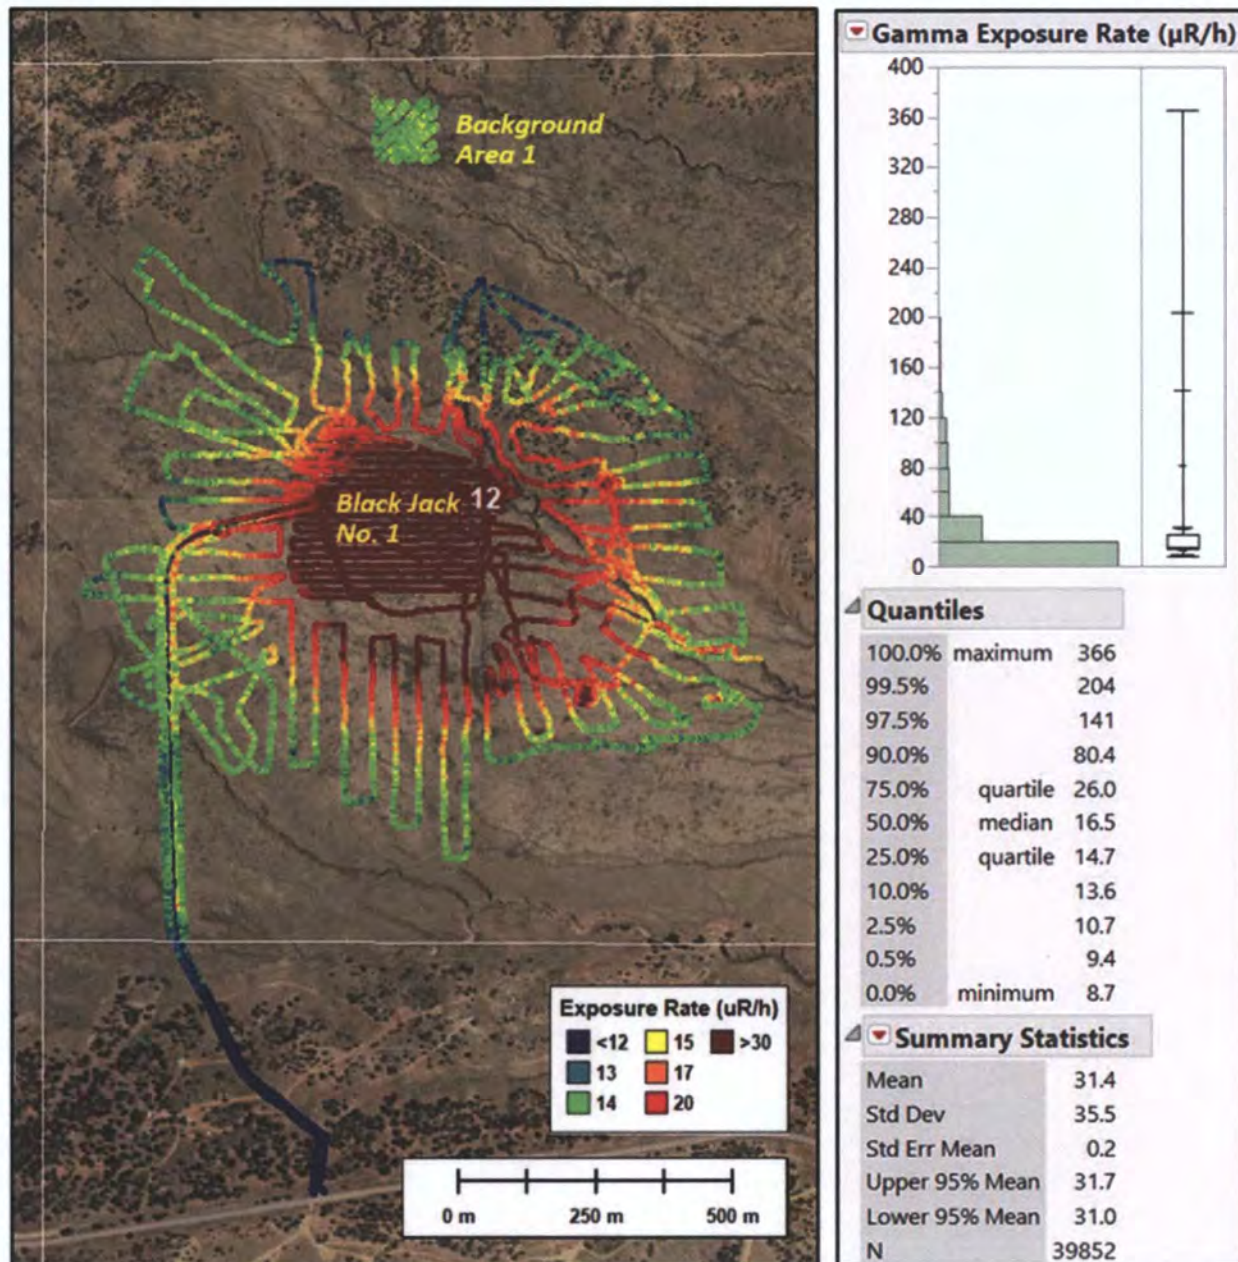 Background
Area 1
Black Jack 12
No. 1
Exposure Rate (uR/h)
<12 15 >30
13 17
14 20
0 m 250 m 500 m
Gamma Exposure Rate (µR/h)
400
360
320
280
240
200
160
120
80
40
0
Quantiles
100.0% maximum 366
99.5% 204
97.5% 141
90.0% 80.4
75.0% quartile 26.0
50.0% median 16.5
25.0% quartile 14.7
10.0% 13.6
2.5% 10.7
0.5% 9.4
0.0% minimum 8.7
Summary Statistics
Mean 31.4
Std Dev 35.5
Std Err Mean 0.2
Upper 95% Mean 31.7
Lower 95% Mean 31.0
N 39852